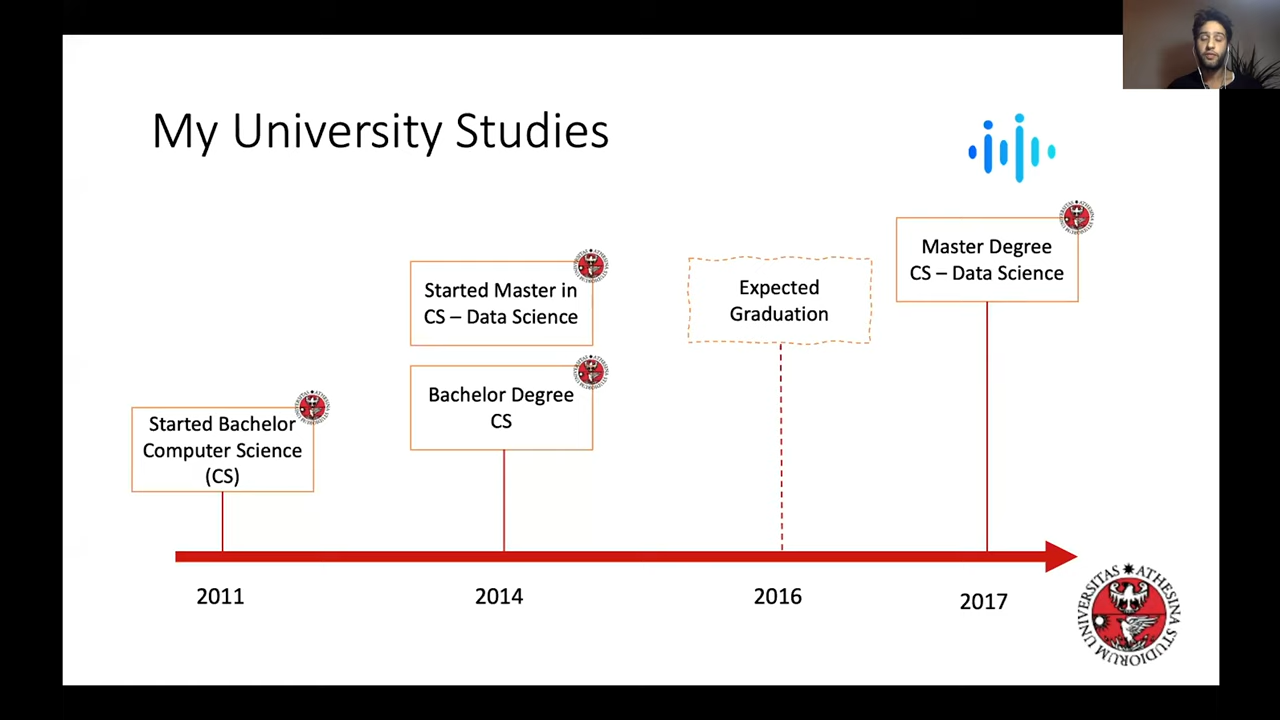 My University Studies
Master Degree
CS – Data Science
Started Master in
CS – Data Science
Expected
Graduation
Bachelor Degree
CS
Started Bachelor
Computer Science
(CS)
2011
2014
2016
2017
UNIVERSITAS ATHESINA STUDIORUM